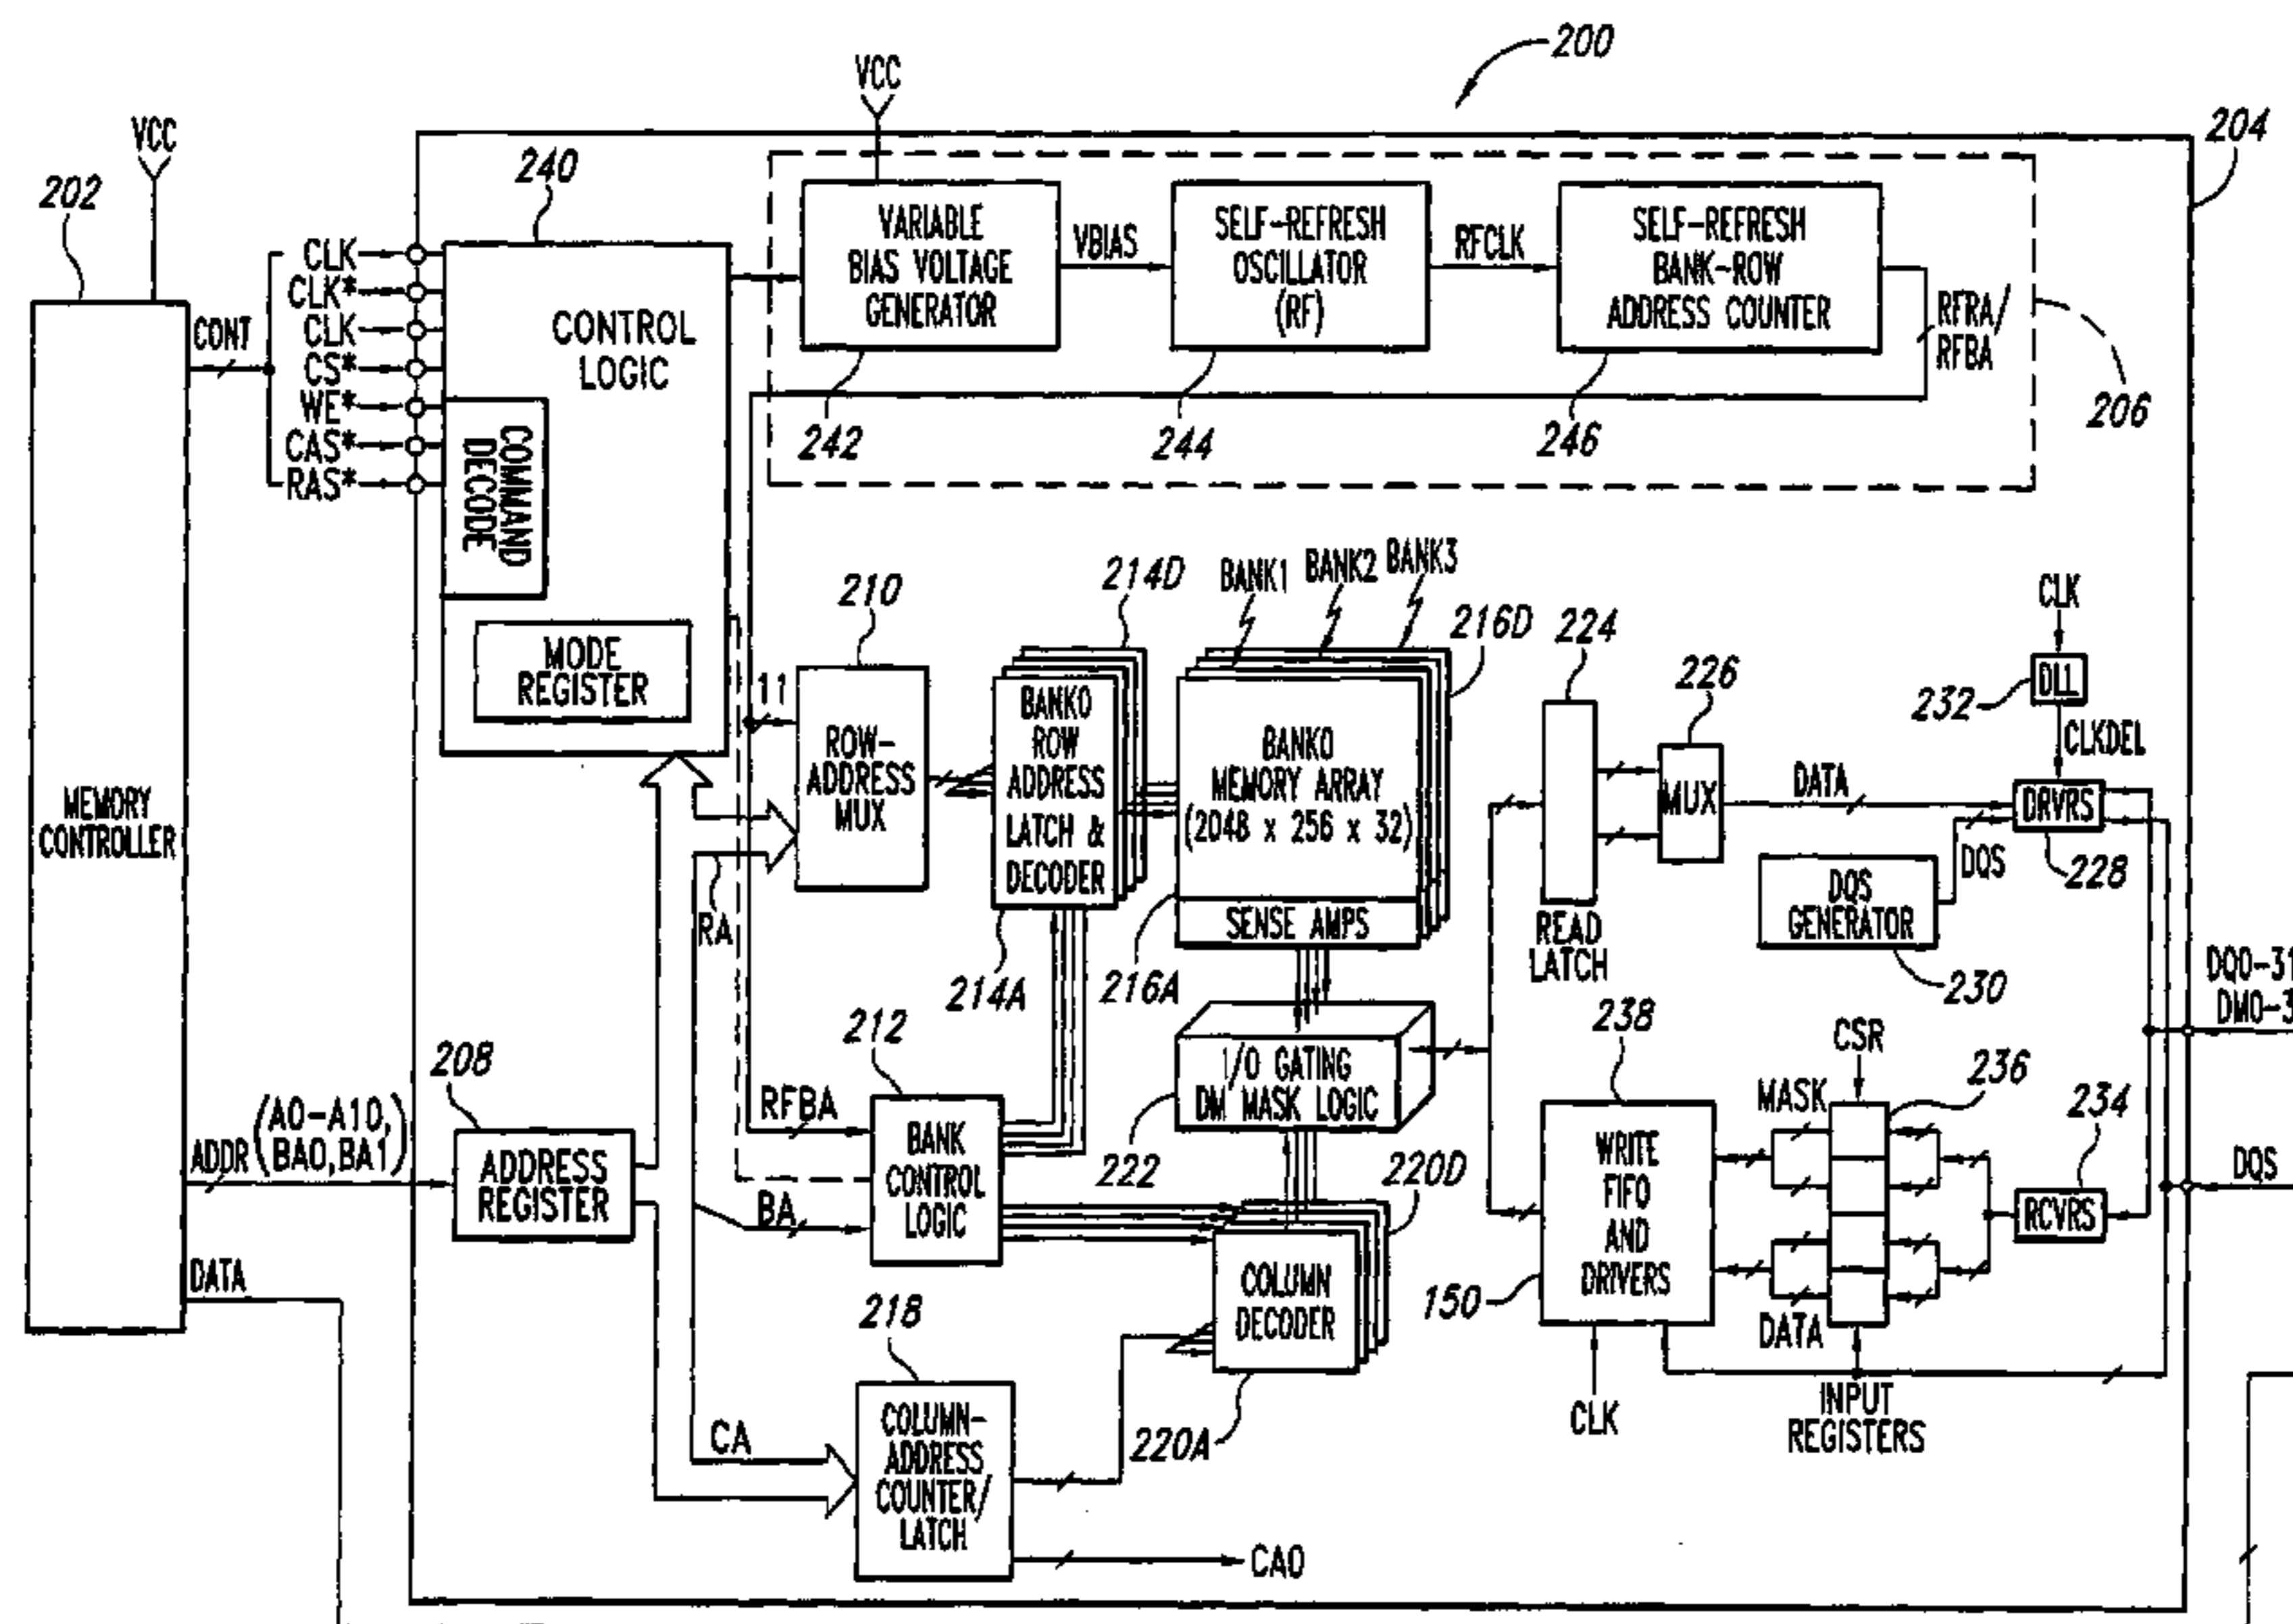 200
VCC
VCC
204
202
240
VARIABLE
BIAS VOLTAGE
GENERATOR
VBIAS
SELF-REFRESH
OSCILLATOR
(RF)
RFCLK
SELF-REFRESH
BANK-ROW
ADDRESS COUNTER
RFRA/
RFBA
206
242
244
246
CONT
CLK
CLK*
CLK
CS*
WE*
CAS*
RAS*
CONTROL
LOGIC
COMMAND
DECODE
MODE
REGISTER
MEMORY
CONTROLLER
210
11
ROW-
ADDRESS
MUX
RA
214D
BANK0
ROW
ADDRESS
LATCH &
DECODER
214A
BANK1
BANK2
BANK3
216D
BANK0
MEMORY ARRAY
(2048 x 256 x 32)
SENSE AMPS
216A
224
READ
LATCH
226
MUX
DATA
CLK
DLL
232
CLKDEL
DRVRS
228
DQS
DQS
GENERATOR
230
DQ0-31
DM0-3
DQS
208
ADDR
(A0-A10,
BA0,BA1)
ADDRESS
REGISTER
DATA
212
RFBA
BA
BANK
CONTROL
LOGIC
I/O GATING
DM MASK LOGIC
222
220D
COLUMN
DECODER
220A
218
CA
COLUMN-
ADDRESS
COUNTER/
LATCH
CA0
238
WRITE
FIFO
AND
DRIVERS
150
CLK
CSR
MASK
236
234
RCVRS
DATA
INPUT
REGISTERS